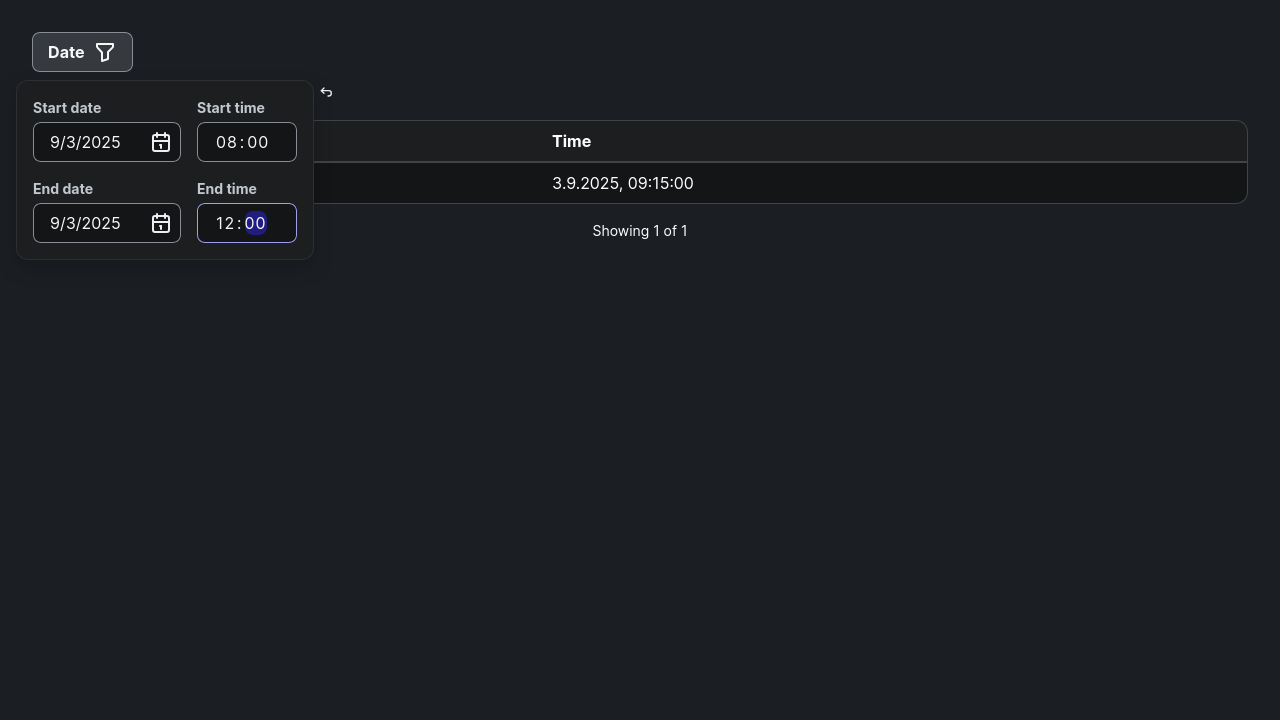 Date
Start date Start time
9/3/2025 08:00
Time
End date End time
3.9.2025, 09:15:00
9/3/2025 12:00
Showing 1 of 1